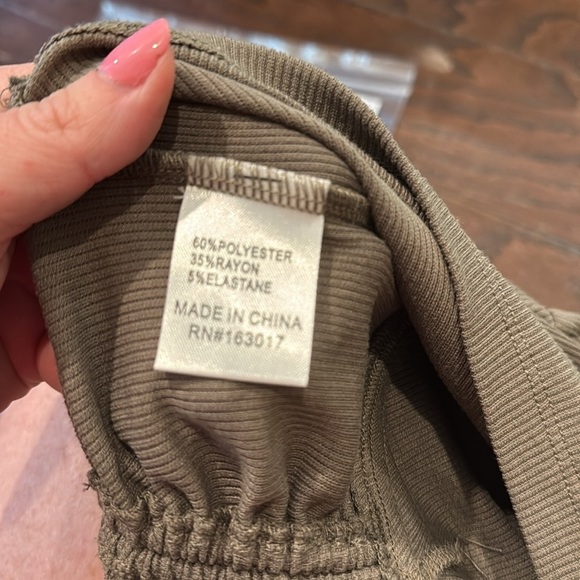 60%POLYESTER
35%RAYON
5%ELASTANE
MADE IN CHINA
RN#163017